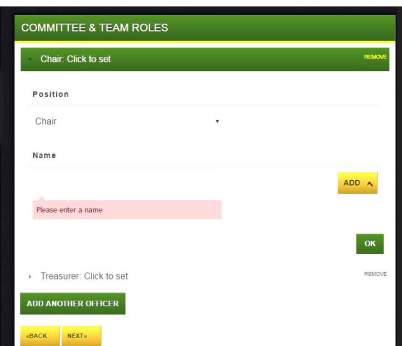 COMMITTEE & TEAM ROLES
Chair: Click to set REMOVE
Position
Chair
Name
ADD
Please enter a name
OK
Treasurer: Click to set REMOVE
ADD ANOTHER OFFICER
«BACK NEXT»